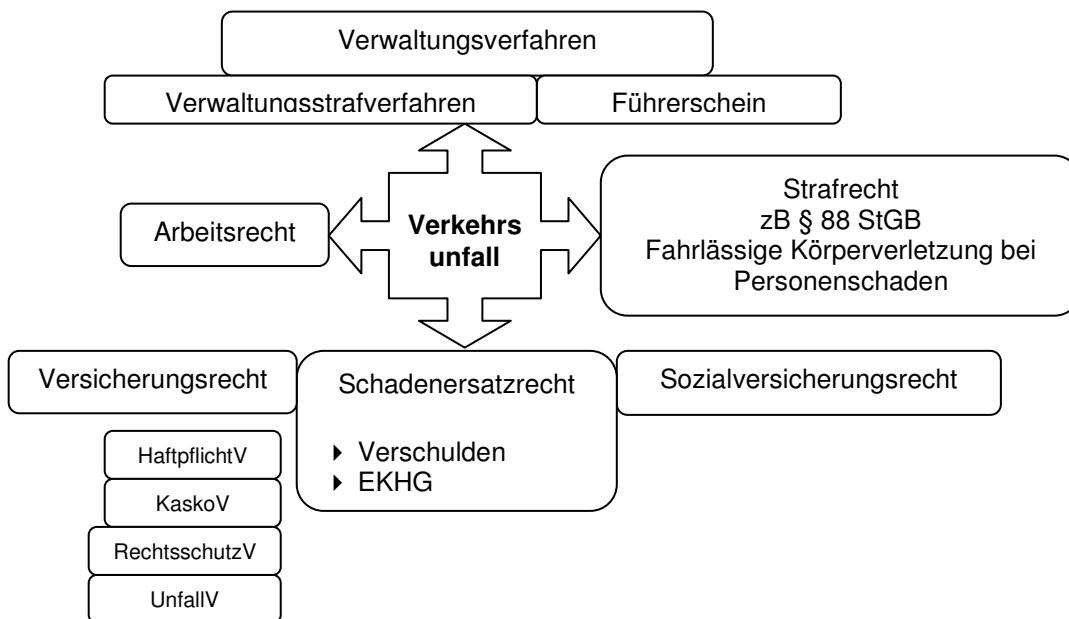 Verwaltungsverfahren
Verwaltungsstrafverfahren
Führerschein
Arbeitsrecht
Verkehrs
unfall
Strafrecht
zB § 88 StGB
Fahrlässige Körperverletzung bei
Personenschaden
Versicherungsrecht
Schadenersatzrecht
Sozialversicherungsrecht
Verschulden
EKHG
HaftpflichtV
KaskoV
RechtsschutzV
UnfallV